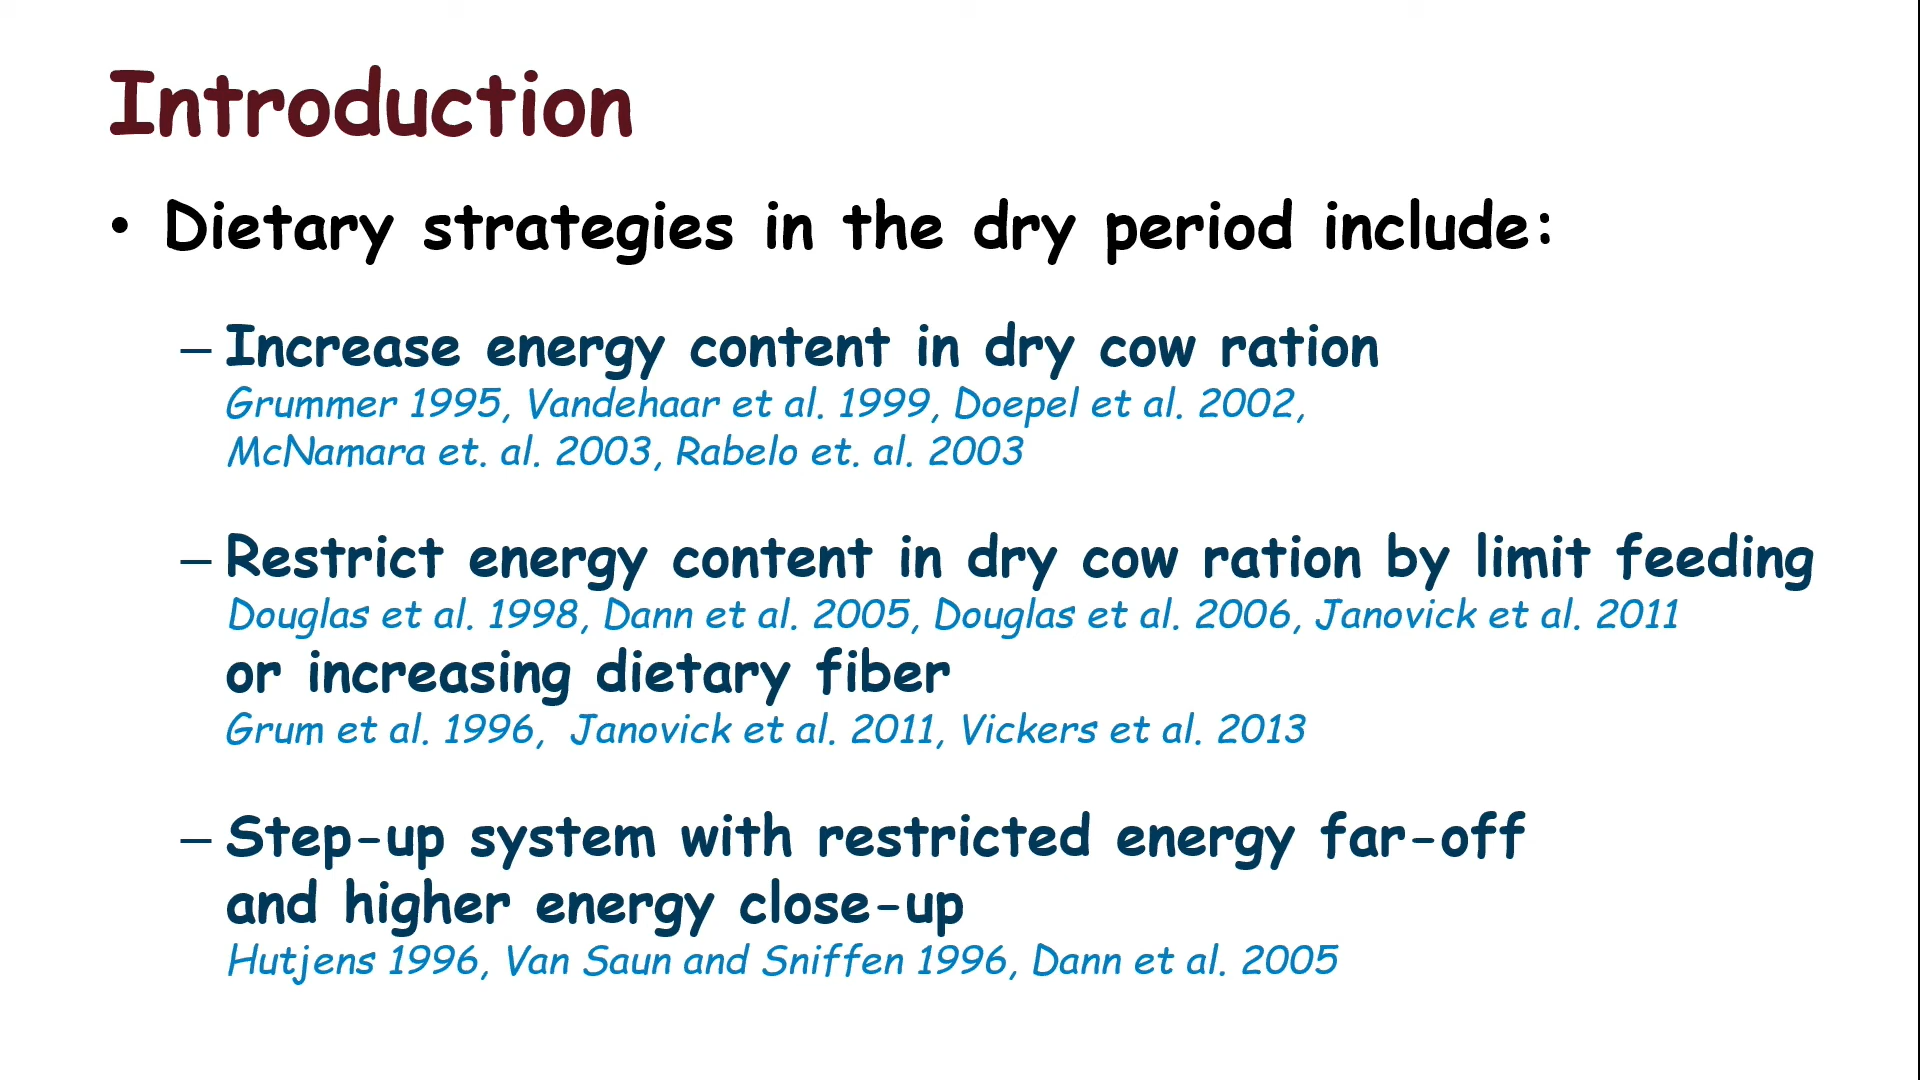 Introduction
• Dietary strategies in the dry period include:
– Increase energy content in dry cow ration
Grummer 1995, Vandehaar et al. 1999, Doepel et al. 2002,
McNamara et. al. 2003, Rabelo et. al. 2003
– Restrict energy content in dry cow ration by limit feeding
Douglas et al. 1998, Dann et al. 2005, Douglas et al. 2006, Janovick et al. 2011
or increasing dietary fiber
Grum et al. 1996, Janovick et al. 2011, Vickers et al. 2013
– Step-up system with restricted energy far-off
and higher energy close-up
Hutjens 1996, Van Saun and Sniffen 1996, Dann et al. 2005